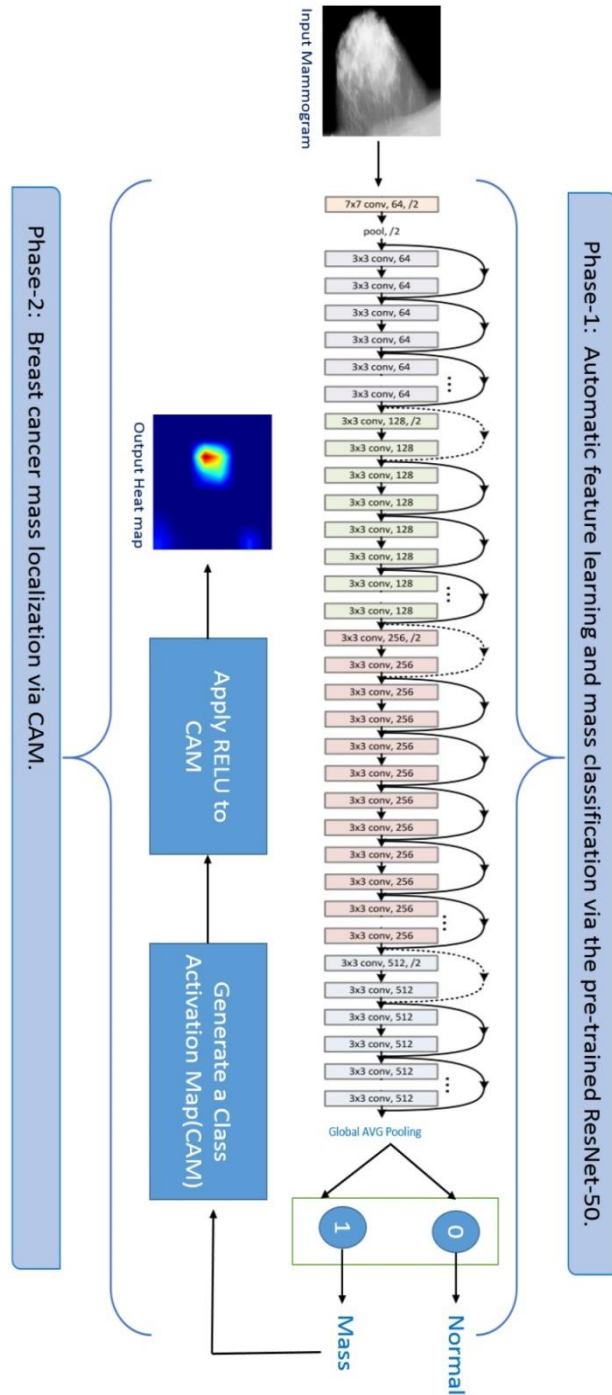 Phase-1: Automatic feature learning and mass classification via the pre-trained ResNet-50.
Input Mammogram
7x7 conv, 64, /2
pool, /2
3x3 conv, 64
3x3 conv, 64
3x3 conv, 64
3x3 conv, 64
3x3 conv, 64
3x3 conv, 64
3x3 conv, 128, /2
3x3 conv, 128
3x3 conv, 128
3x3 conv, 128
3x3 conv, 128
3x3 conv, 128
3x3 conv, 128
3x3 conv, 128
3x3 conv, 256, /2
3x3 conv, 256
3x3 conv, 256
3x3 conv, 256
3x3 conv, 256
3x3 conv, 256
3x3 conv, 256
3x3 conv, 256
3x3 conv, 256
3x3 conv, 256
3x3 conv, 256
3x3 conv, 256
3x3 conv, 512, /2
3x3 conv, 512
3x3 conv, 512
3x3 conv, 512
3x3 conv, 512
3x3 conv, 512
Global AVG Pooling
0
Normal
1
Mass
Generate a Class
Activation Map(CAM)
Apply RELU to
CAM
Output Heat map
Phase-2: Breast cancer mass localization via CAM.